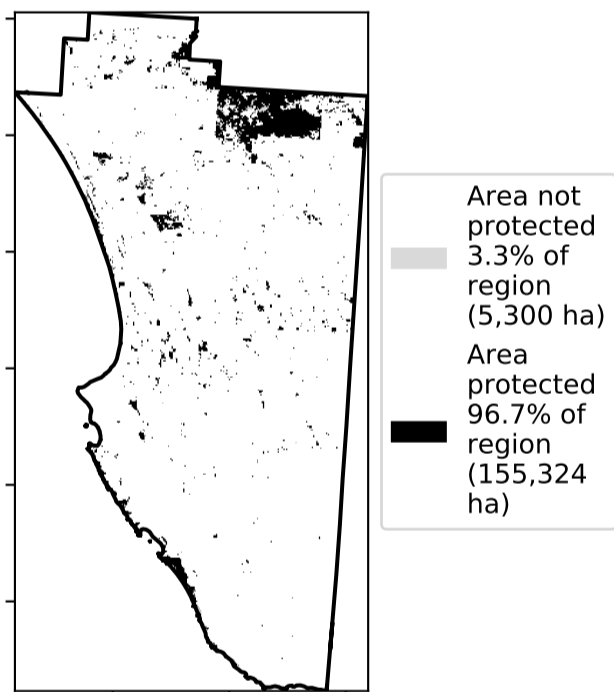 Area not
protected
3.3% of
region
(5,300 ha)
Area
protected
96.7% of
region
(155,324
ha)